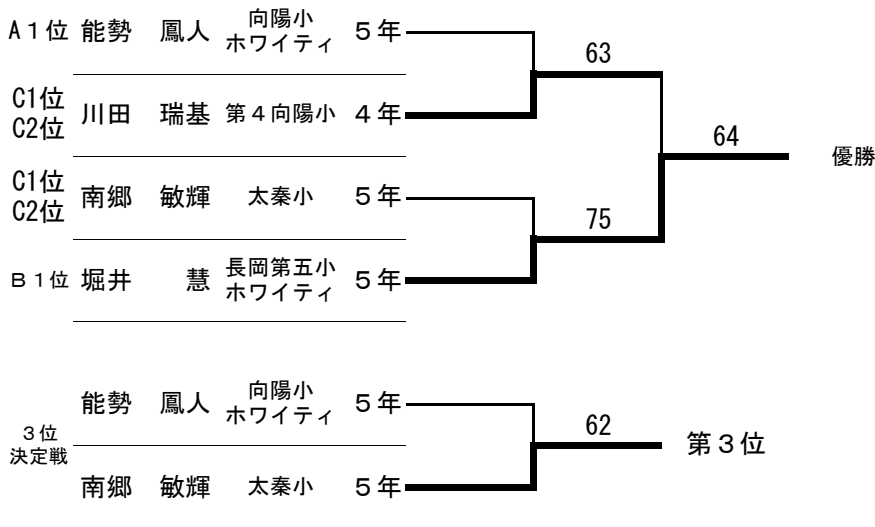 A１位 能勢　鳳人 向陽小 ホワイティ ５年
63
C1位 C2位 川田　瑞基 第４向陽小 ４年
64
優勝
C1位 C2位 南郷　敏輝 太秦小 ５年
75
Ｂ１位 堀井　慧 長岡第五小 ホワイティ ５年
能勢　鳳人 向陽小 ホワイティ ５年
３位 決定戦
62
第３位
南郷　敏輝 太秦小 ５年